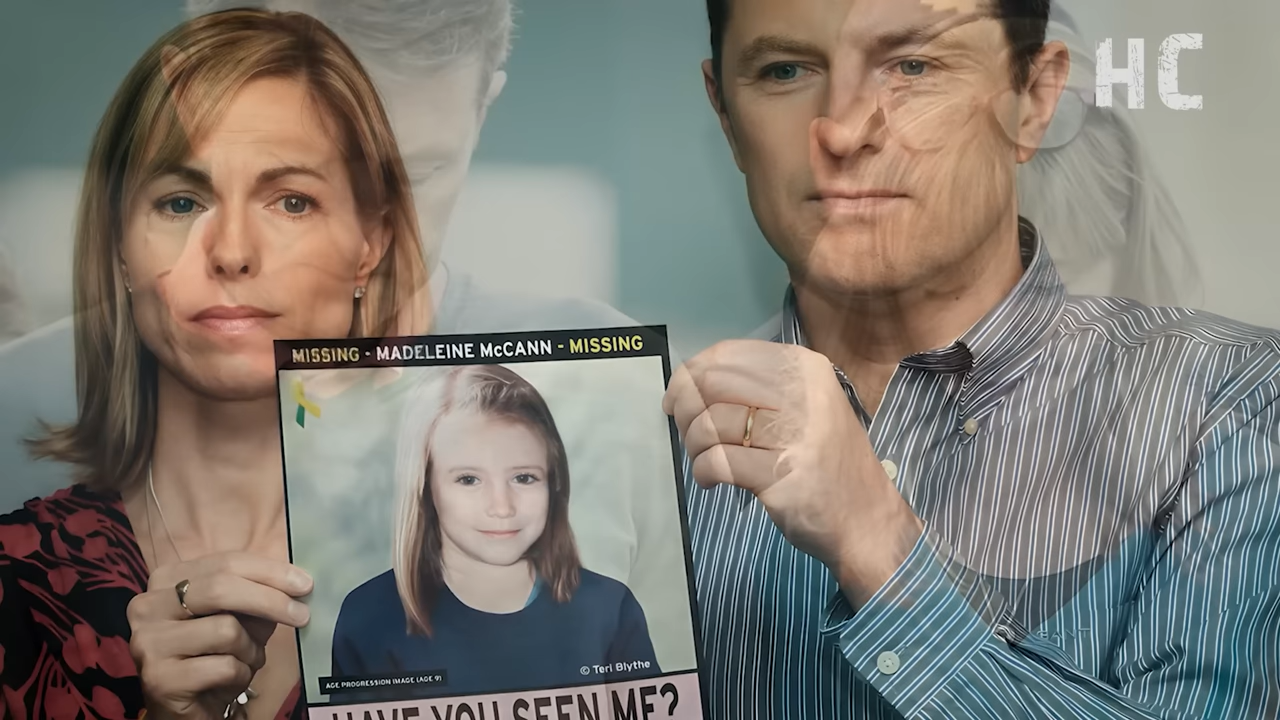 HC
MISSING - MADELEINE McCANN - MISSING
© Teri Blythe
AGE PROGRESSION IMAGE (AGE 9)
HAVE YOU SEEN ME?